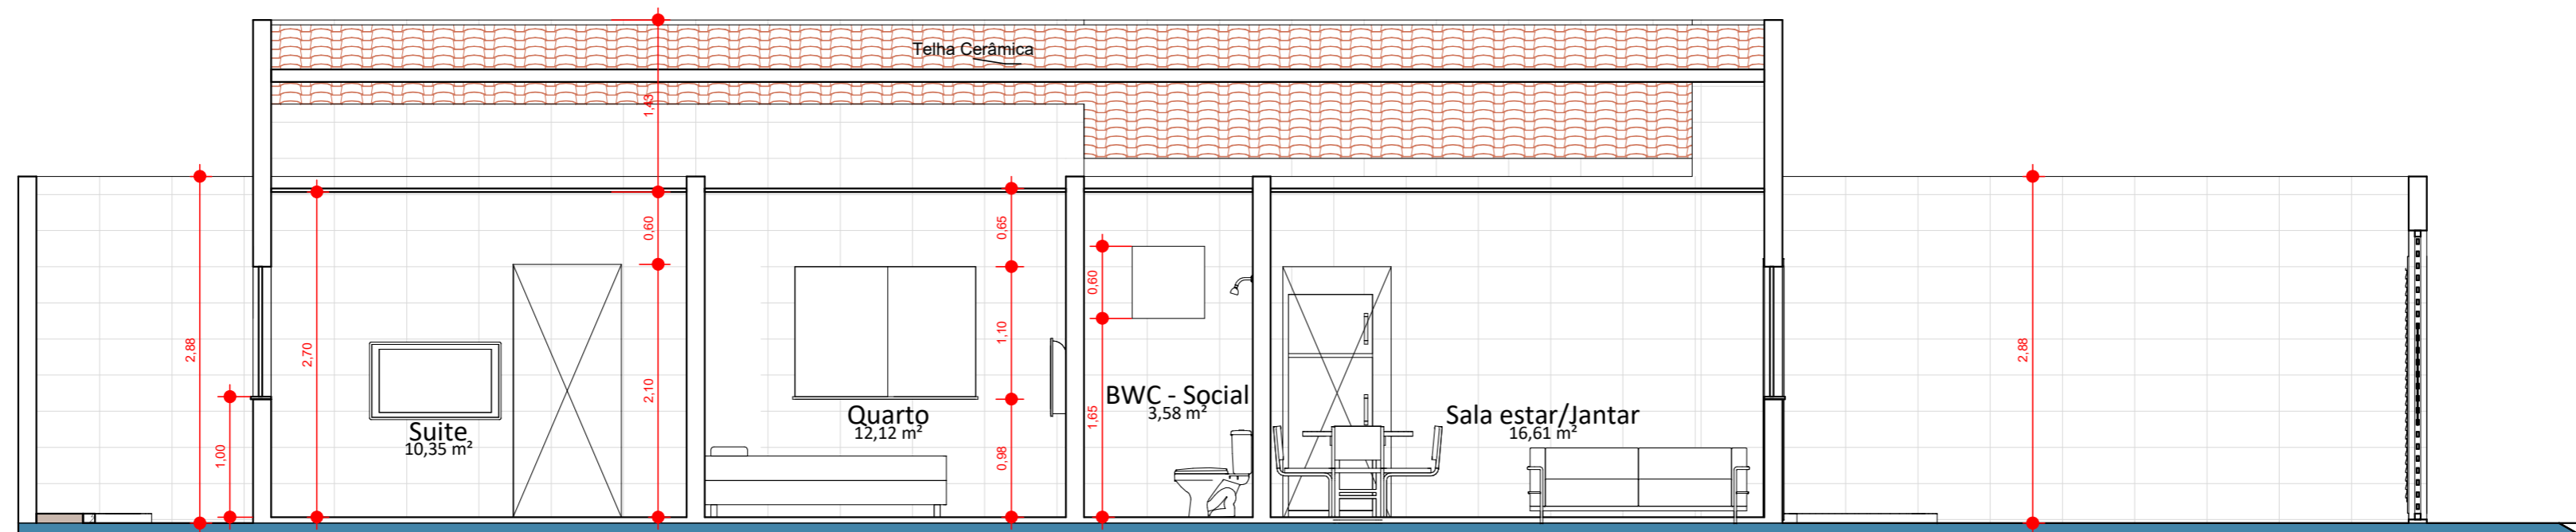 Telha Cerâmica
1,43
0,60
0,65
0,60
2,88
2,70
2,10
1,10
2,88
1,00
0,98
1,65
Suite
10,35 m²
Quarto
12,12 m²
BWC - Social
3,58 m²
Sala estar/Jantar
16,61 m²